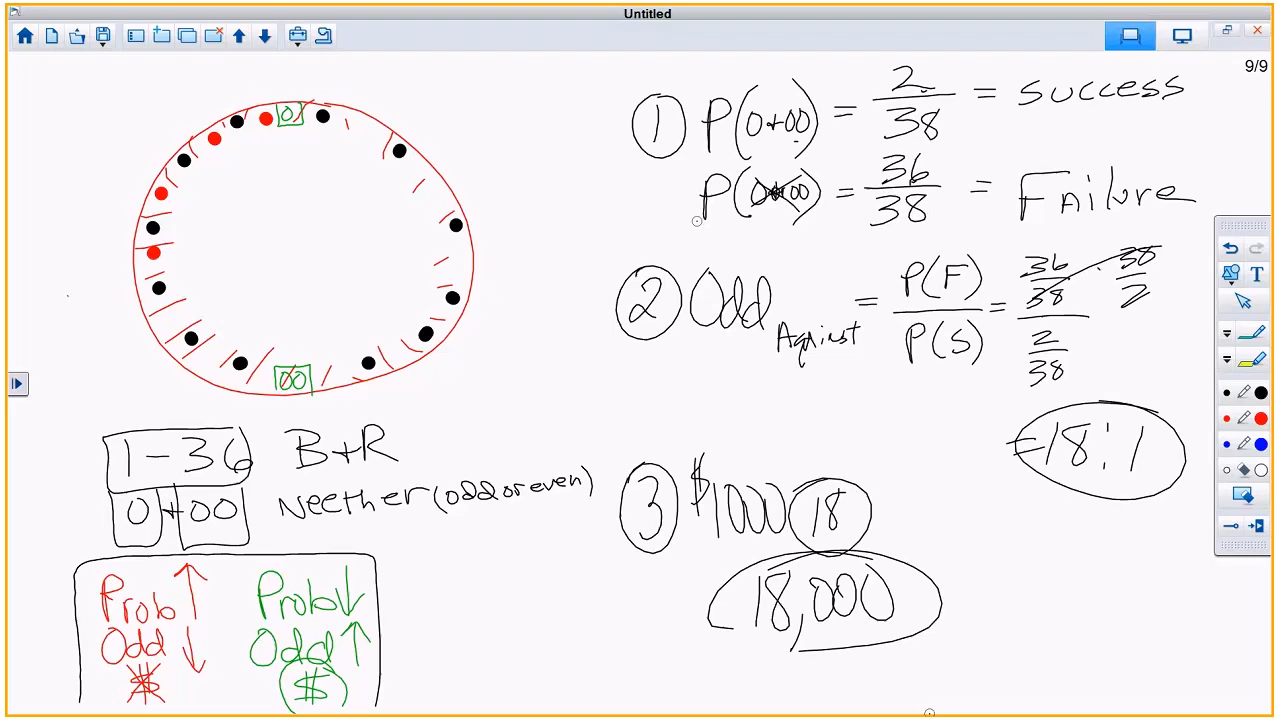 Untitled
9/9
0
00
1-36 B+R
0+00 Neether (odd or even)
Prob↑ Prob↓
Odd↓ Odd↑
$ $
① P(0+00) = 2/38 = success
P(0+00) = 36/38 = Failure
② Odd Against = P(F)/P(S) = 36/38 · 38/2
2/38
=18:1
③ $1000 18
18,000
T